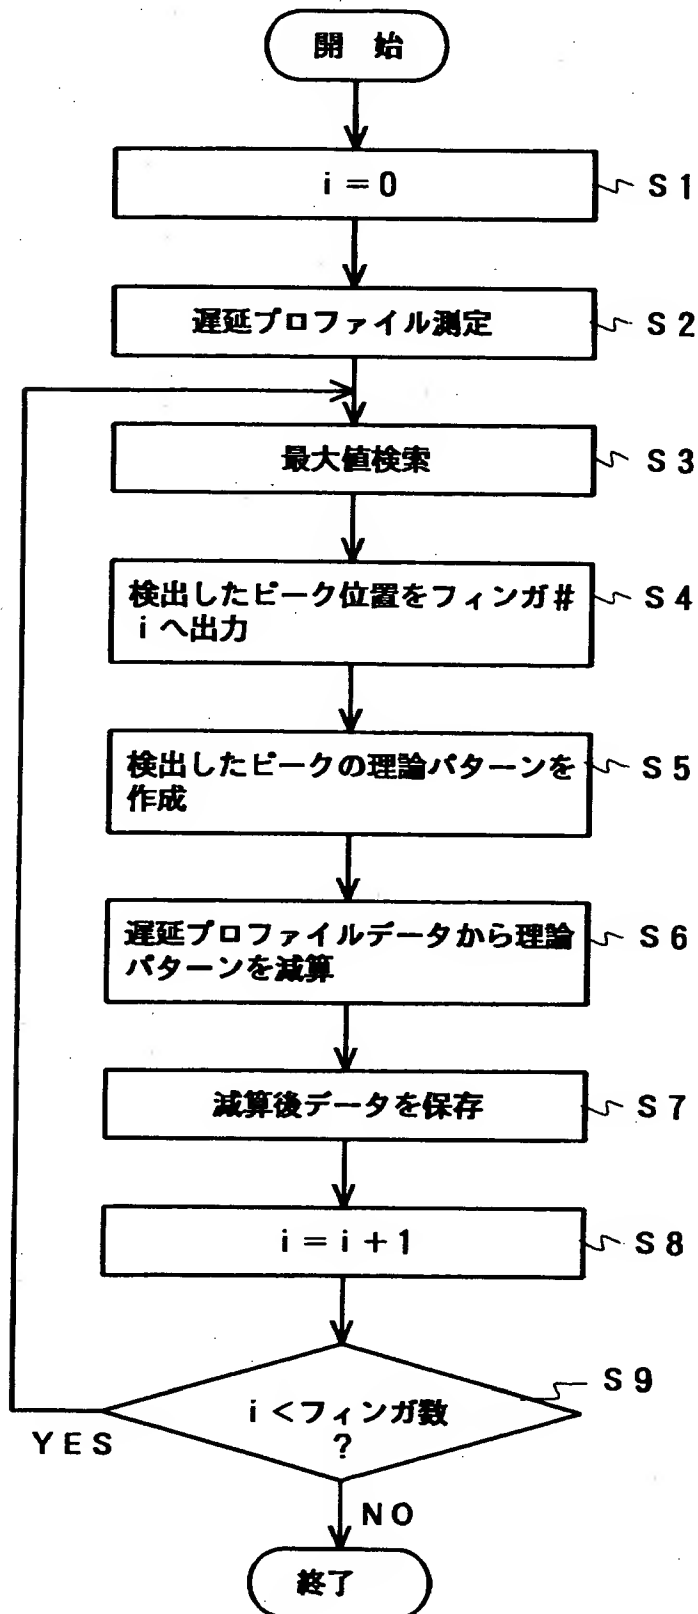 開 始
i = 0
S1
遅延プロファイル測定
S2
最大値検索
S3
検出したピーク位置をフィンガ#
i へ出力
S4
検出したピークの理論パターンを
作成
S5
遅延プロファイルデータから理論
パターンを減算
S6
減算後データを保存
S7
i = i + 1
S8
i <フィンガ数
?
S9
YES
NO
終了